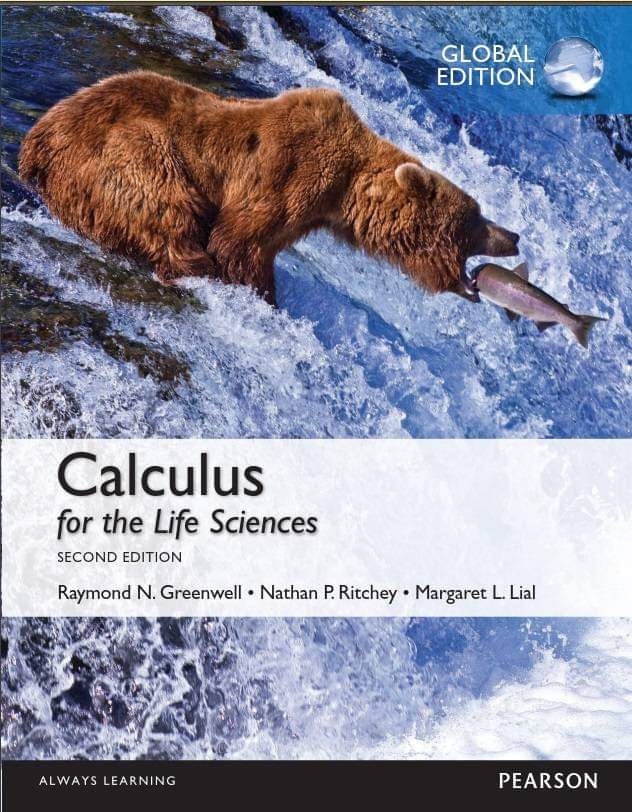 GLOBAL
EDITION
Calculus
for the Life Sciences
SECOND EDITION
Raymond N. Greenwell • Nathan P. Ritchey • Margaret L. Lial
ALWAYS LEARNING
PEARSON